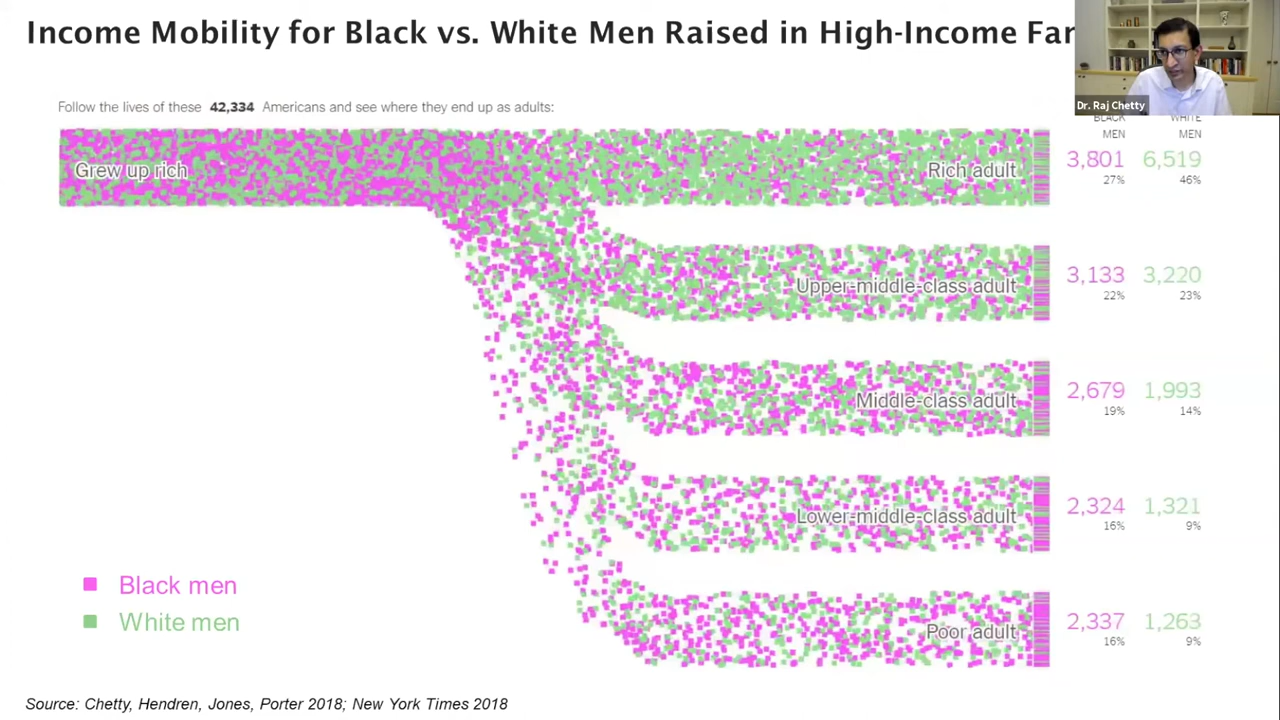 Income Mobility for Black vs. White Men Raised in High-Income
Dr. Raj Chetty
Follow the lives of these 42,334 Americans and see where they end up as adults:
BLACK MEN WHITE MEN
Grew up rich
Rich adult
3,801 6,519
27% 46%
Upper-middle-class adult
3,133 3,220
22% 23%
Middle-class adult
2,679 1,993
19% 14%
Lower-middle-class adult
2,324 1,321
16% 9%
Poor adult
2,337 1,263
16% 9%
Black men
White men
Source: Chetty, Hendren, Jones, Porter 2018; New York Times 2018